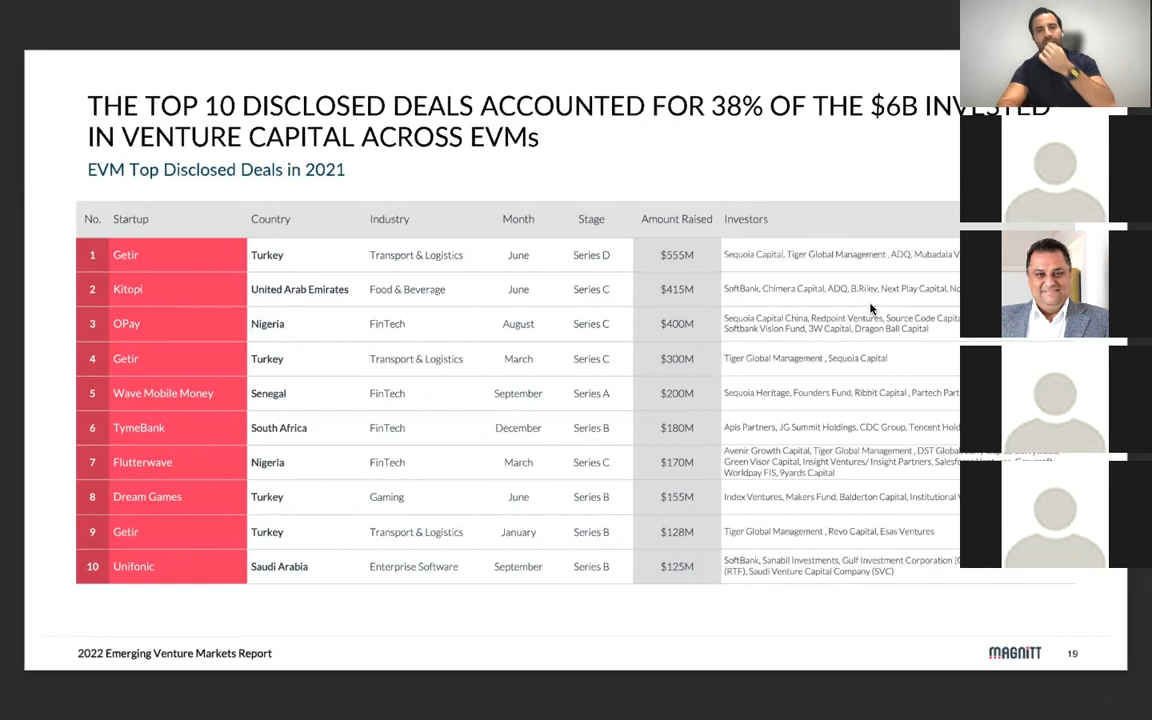 THE TOP 10 DISCLOSED DEALS ACCOUNTED FOR 38% OF THE $6B INVESTED
IN VENTURE CAPITAL ACROSS EVMs
EVM Top Disclosed Deals in 2021
No. Startup Country Industry Month Stage Amount Raised Investors
1 Getir Turkey Transport & Logistics June Series D $555M Sequoia Capital, Tiger Global Management , ADQ, Mubadala
2 Kitopi United Arab Emirates Food & Beverage June Series C $415M SoftBank, Chimera Capital, ADQ, B.Riley, Next Play Capital,
3 OPay Nigeria FinTech August Series C $400M Sequoia Capital China, Redpoint Ventures, Source Code
Softbank Vision Fund, 3W Capital, Dragon Ball Capital
4 Getir Turkey Transport & Logistics March Series C $300M Tiger Global Management , Sequoia Capital
5 Wave Mobile Money Senegal FinTech September Series A $200M Sequoia Heritage, Founders Fund, Ribbit Capital , Partech
6 TymeBank South Africa FinTech December Series B $180M Apis Partners, JG Summit Holdings, CDC Group, Tencent
7 Flutterwave Nigeria FinTech March Series C $170M Avenir Growth Capital, Tiger Global Management , DST
Green Visor Capital, Insight Ventures/ Insight Partners,
Worldpay FIS, 9yards Capital
8 Dream Games Turkey Gaming June Series B $155M Index Ventures, Makers Fund, Balderton Capital, Institutional
9 Getir Turkey Transport & Logistics January Series B $128M Tiger Global Management , Revo Capital, Esas Ventures
10 Unifonic Saudi Arabia Enterprise Software September Series B $125M SoftBank, Sanabil Investments, Gulf Investment Corporation
(RTF), Saudi Venture Capital Company (SVC)
2022 Emerging Venture Markets Report
MAGNiTT 19